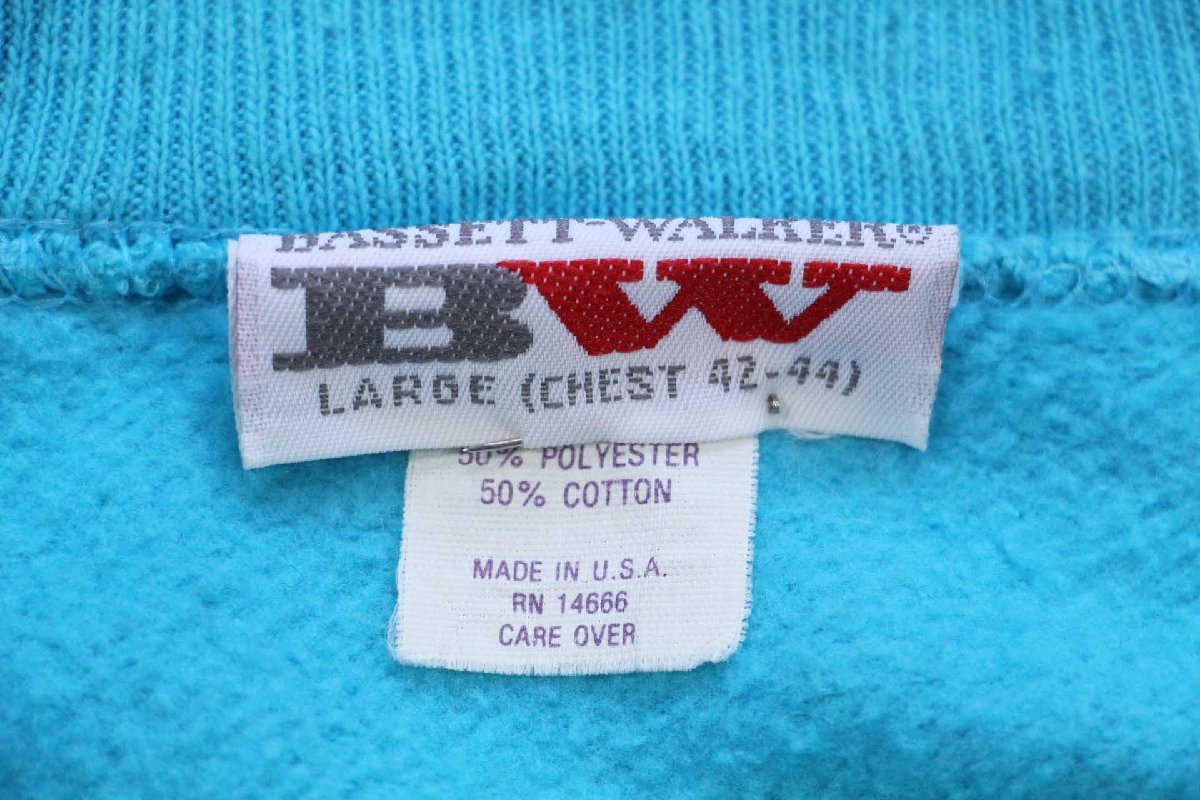 BASSETT-WALKER®
BW
LARGE (CHEST 42-44)
50% POLYESTER
50% COTTON
MADE IN U.S.A.
RN 14666
CARE OVER